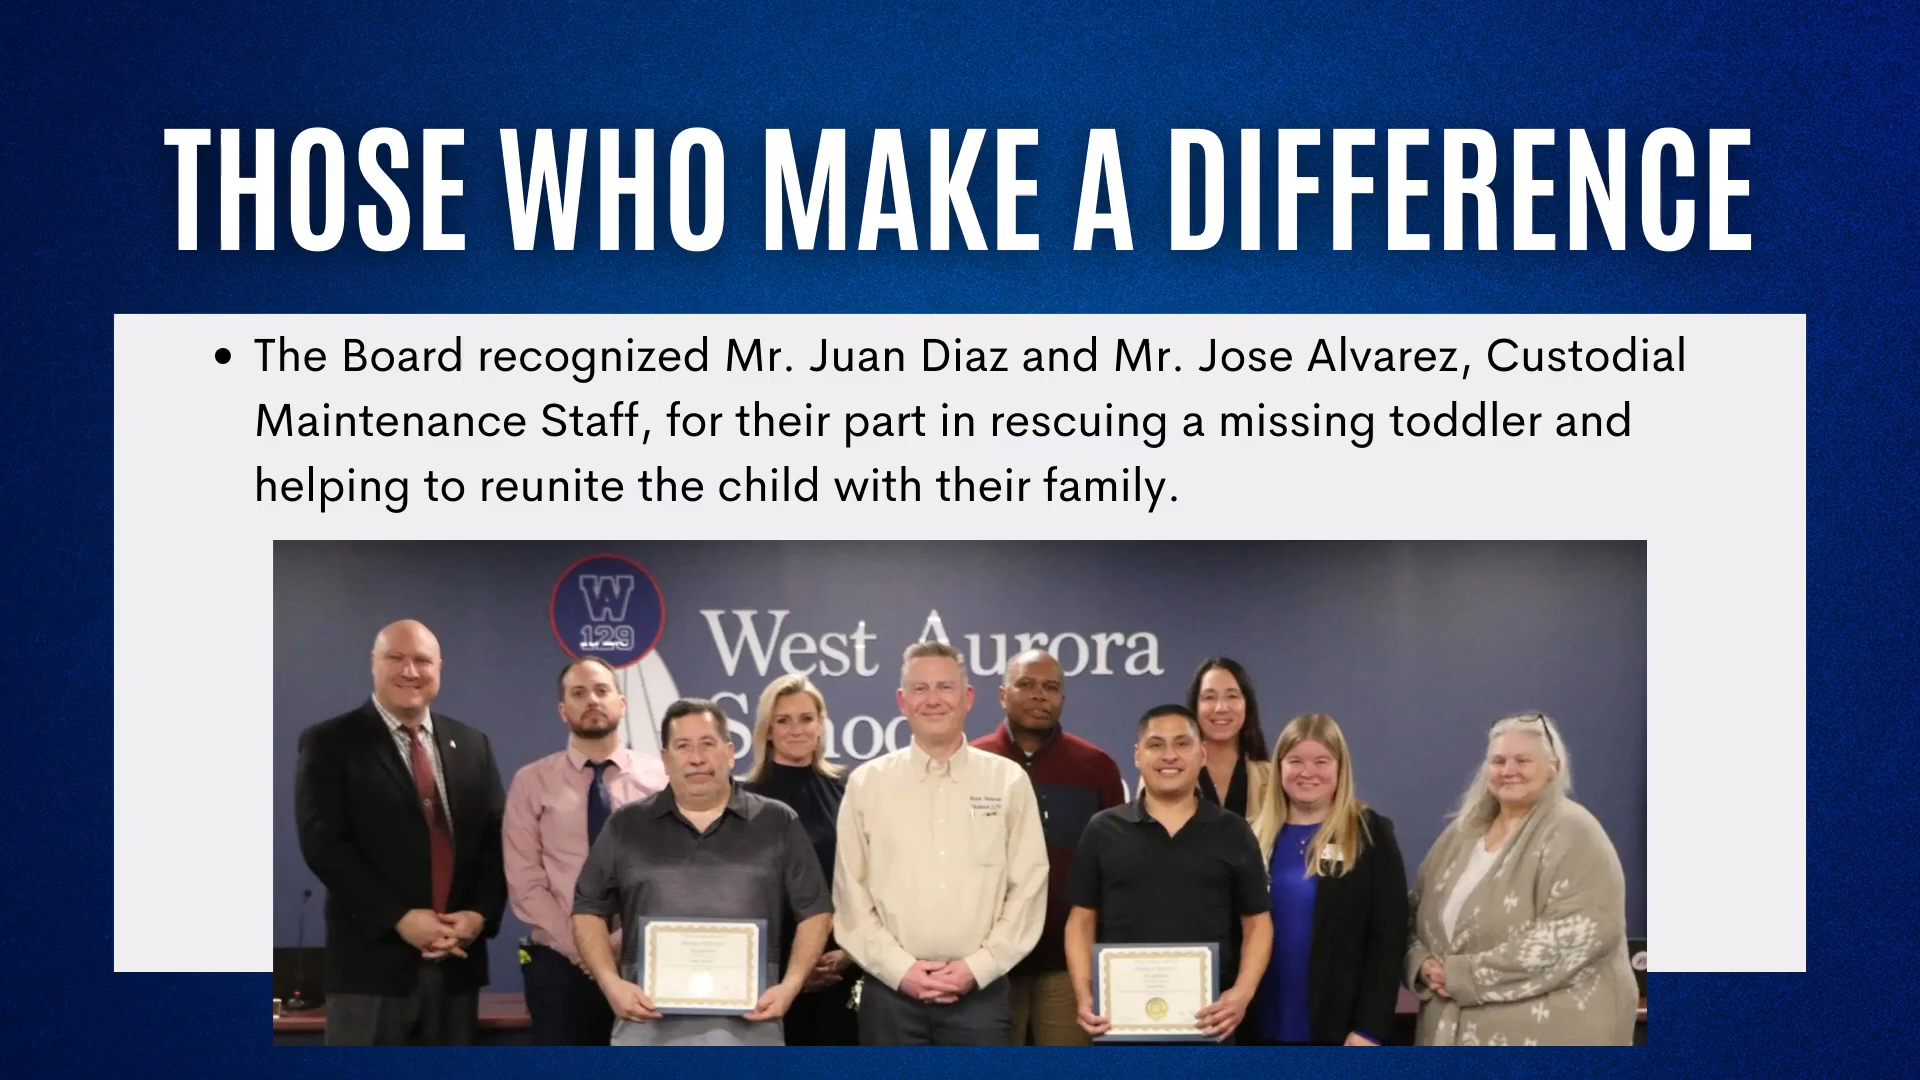 THOSE WHO MAKE A DIFFERENCE
• The Board recognized Mr. Juan Diaz and Mr. Jose Alvarez, Custodial
Maintenance Staff, for their part in rescuing a missing toddler and
helping to reunite the child with their family.
W
129
West Aurora